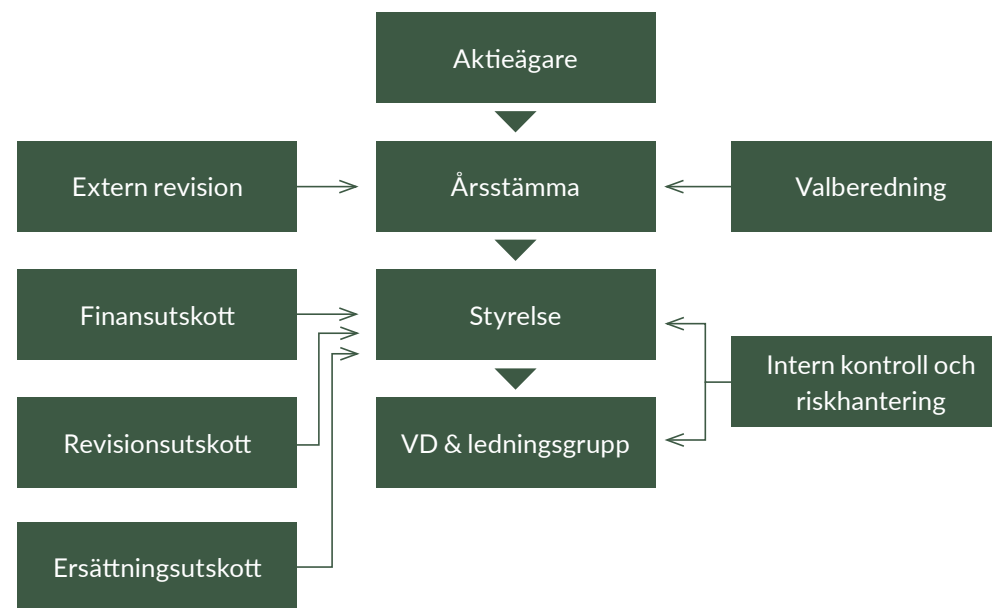 Aktieägare
Extern revision
Årsstämma
Valberedning
Finansutskott
Styrelse
Intern kontroll och
riskhantering
Revisionsutskott
VD & ledningsgrupp
Ersättningsutskott